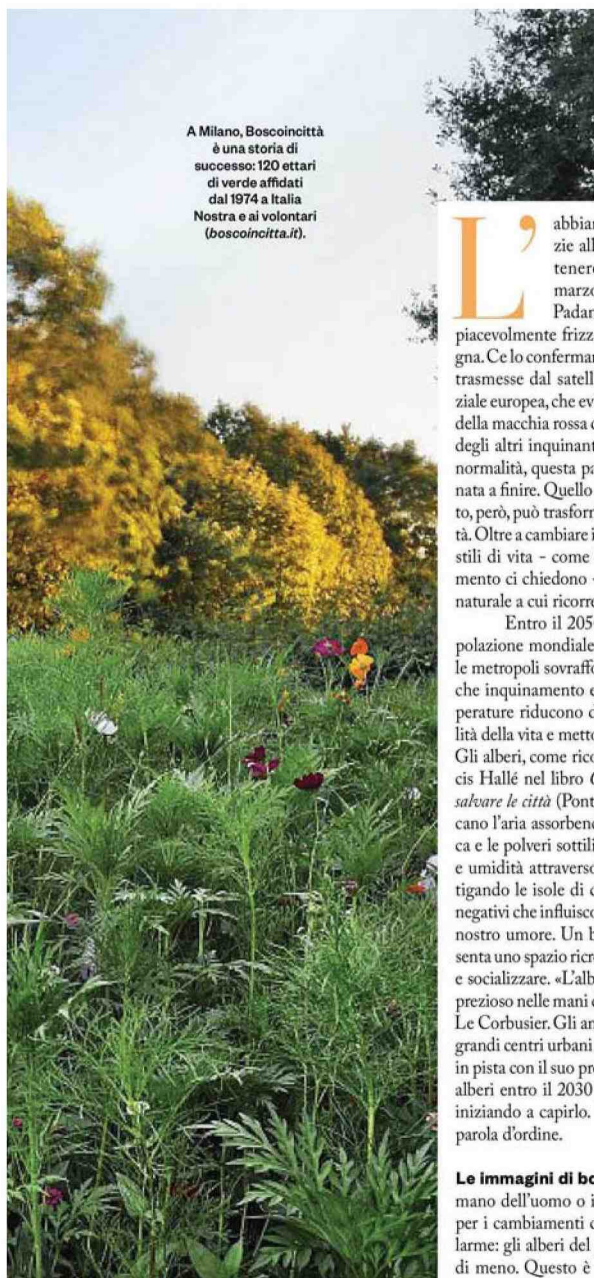 A Milano, Boscoincittà
è una storia di
successo: 120 ettari
di verde affidati
dal 1974 a Italia
Nostra e ai volontari
(boscoincitta.it).
L'
abbiam
zie all
tenere
marzo
Padan
piacevolmente frizz
gna. Ce lo conferman
trasmesse dal satell
ziale europea, che ev
della macchia rossa d
degli altri inquinant
normalità, questa pa
nata a finire. Quello
to, però, può trasforn
tà. Oltre a cambiare i
stili di vita - come
mento ci chiedono -
naturale a cui ricorre
Entro il 205
polazione mondiale
le metropoli sovraffo
che inquinamento e
perature riducono d
lità della vita e metto
Gli alberi, come rico
cis Hallé nel libro
salvare le città (Pont
cano l'aria assorbend
ca e le polveri sottili
e umidità attraverso
tigando le isole di c
negativi che influisco
nostro umore. Un b
senta uno spazio ricre
e socializzare. «L'alb
prezioso nelle mani d
Le Corbusier. Gli an
grandi centri urbani
in pista con il suo pro
alberi entro il 2030
iniziando a capirlo.
parola d'ordine.
Le immagini di bo
mano dell'uomo o i
per i cambiamenti c
larme: gli alberi del
di meno. Questo è